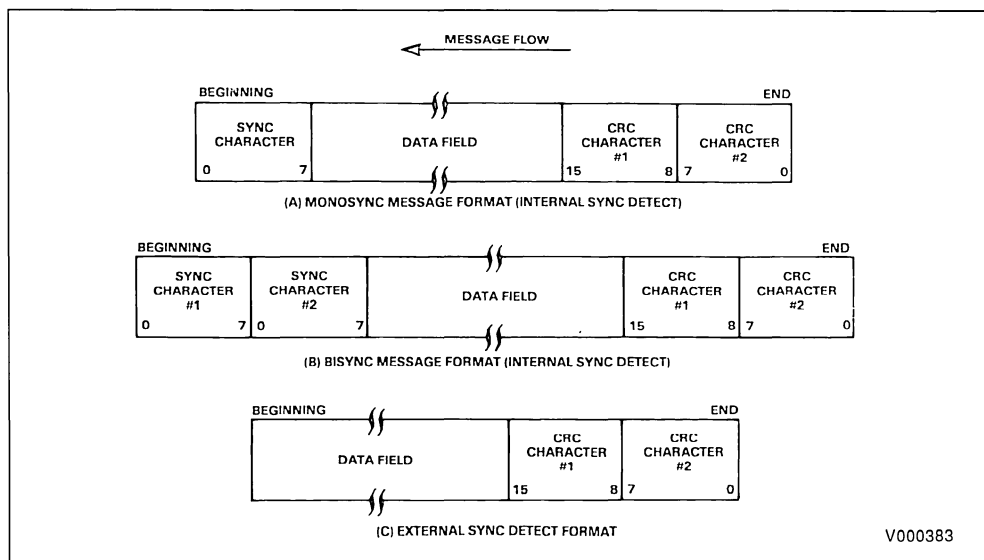 MESSAGE FLOW
BEGINNING END
SYNC
CHARACTER
0 7
DATA FIELD
CRC
CHARACTER
#1
15 8
CRC
CHARACTER
#2
7 0
(A) MONOSYNC MESSAGE FORMAT (INTERNAL SYNC DETECT)
BEGINNING END
SYNC
CHARACTER
#1
0 7
SYNC
CHARACTER
#2
0 7
DATA FIELD
CRC
CHARACTER
#1
15 8
CRC
CHARACTER
#2
7 0
(B) BISYNC MESSAGE FORMAT (INTERNAL SYNC DETECT)
BEGINNING END
DATA FIELD
CRC
CHARACTER
#1
15 8
CRC
CHARACTER
#2
7 0
(C) EXTERNAL SYNC DETECT FORMAT
V000383